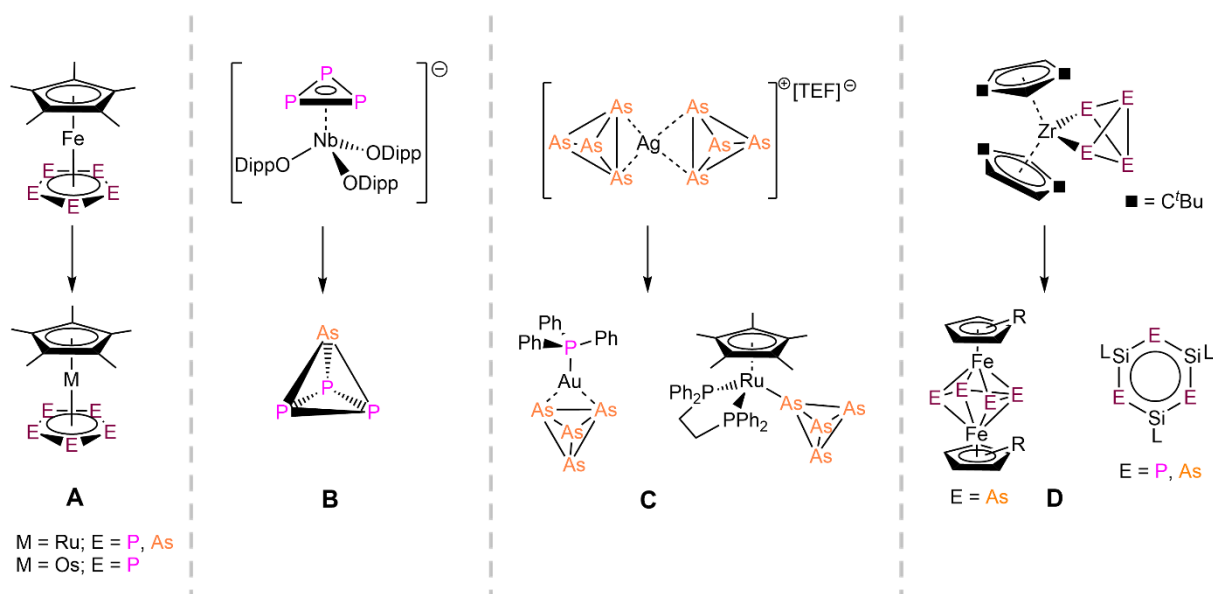 Fe
E E
E E
E
M
E E
E E
E
A
M = Ru; E = P, As
M = Os; E = P
⊖
P
P P
Nb
DippO ODipp
ODipp
As
P
P P
B
⊕ [TEF] ⊖
As As
As As Ag As As
As As
Ph
Ph P Ph
Au
As As
As
As
Ru
Ph2P
PPh2
As As
As
As
C
E E
Zr
E E
■ = CtBu
R
Fe
E E E E
Fe
R
E = As
E
L Si Si L
E E
Si
L
E = P, As
D